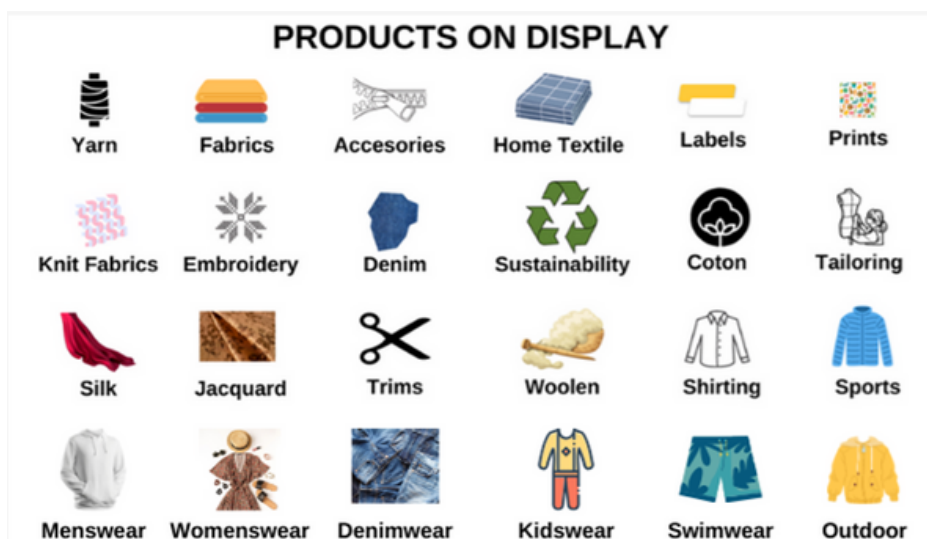 PRODUCTS ON DISPLAY
Yarn
Fabrics
Accesories
Home Textile
Labels
Prints
Knit Fabrics
Embroidery
Denim
Sustainability
Coton
Tailoring
Silk
Jacquard
Trims
Woolen
Shirting
Sports
Menswear
Womenswear
Denimwear
Kidswear
Swimwear
Outdoor